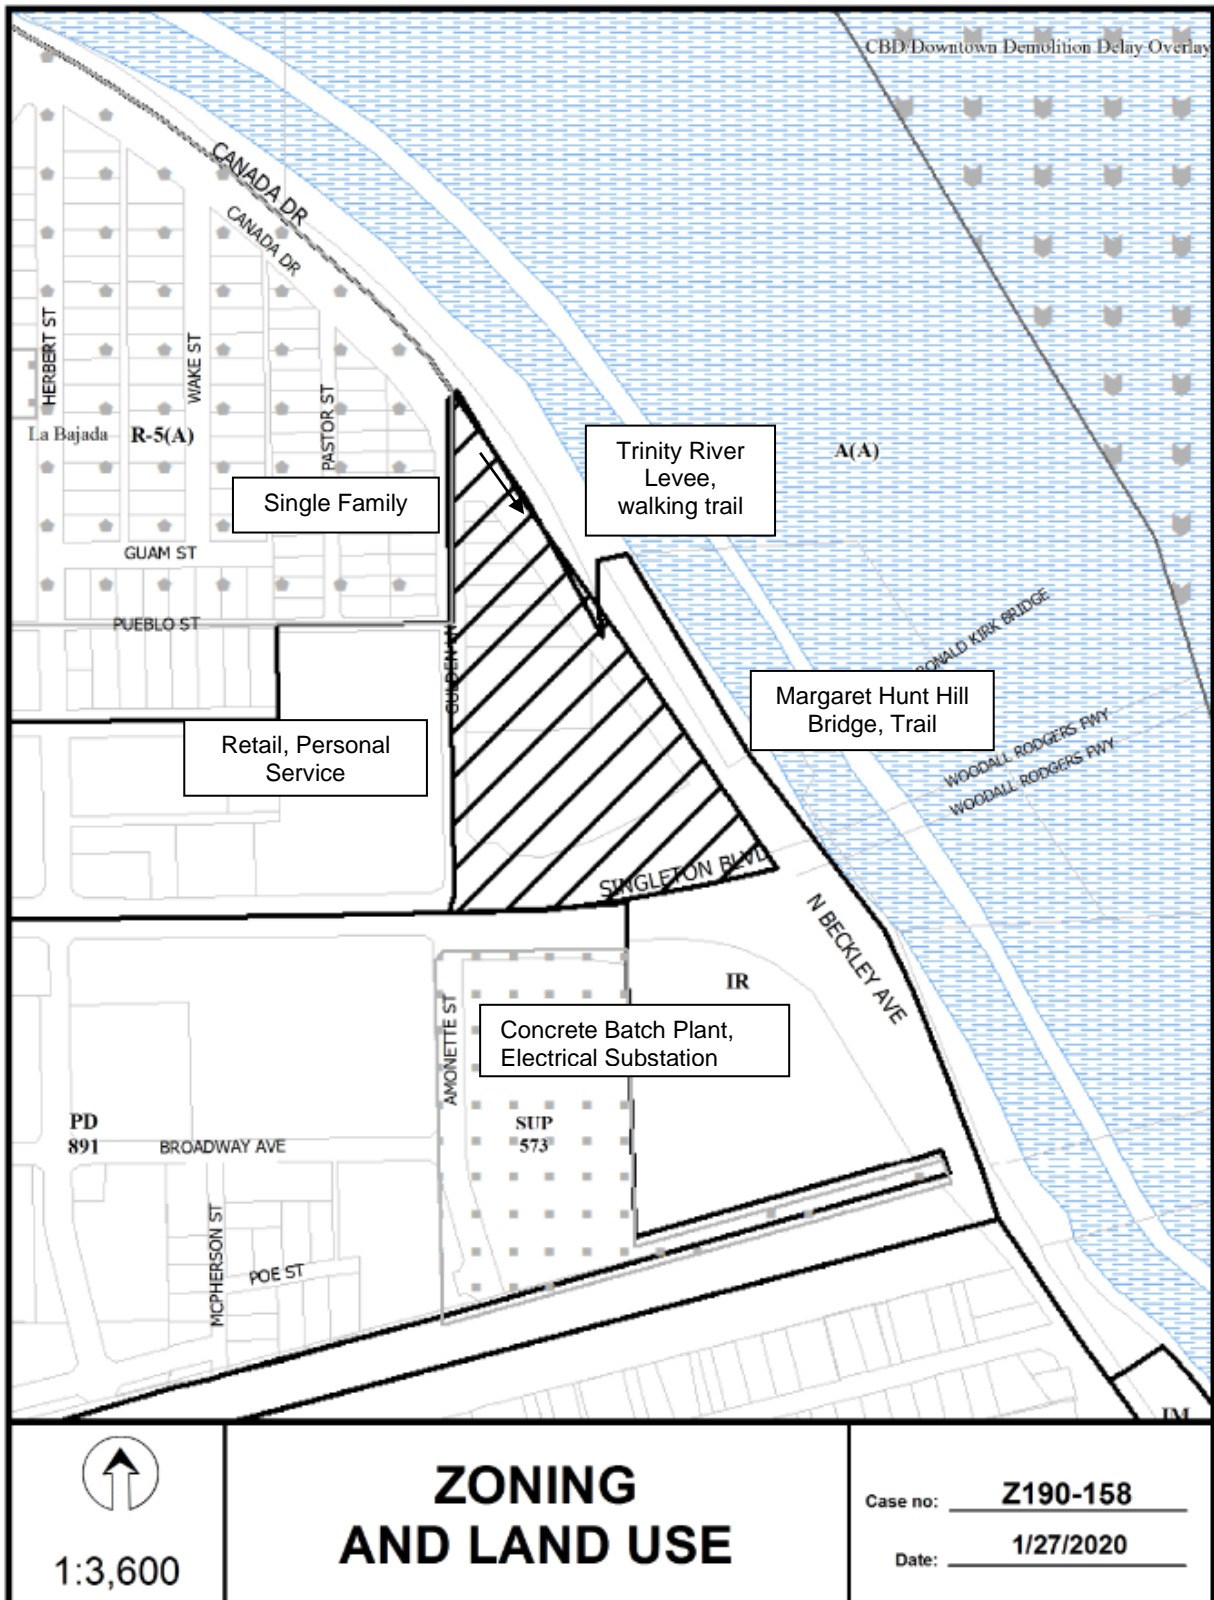 CBD/Downtown Demolition Delay Overlay
CANADA DR
CANADA DR
HERBERT ST
WAKE ST
PASTOR ST
La Bajada
R-5(A)
Single Family
Trinity River
Levee,
walking trail
A(A)
GUAM ST
PUEBLO ST
GULDEN LN
RONALD KIRK BRIDGE
Retail, Personal
Service
Margaret Hunt Hill
Bridge, Trail
WOODALL RODGERS FWY
WOODALL RODGERS FWY
SINGLETON BLVD
N BECKLEY AVE
IR
AMONETTE ST
Concrete Batch Plant,
Electrical Substation
PD
891
BROADWAY AVE
SUP
573
MCPHERSON ST
POE ST
IM
1:3,600
ZONING
AND LAND USE
Case no: Z190-158
Date: 1/27/2020